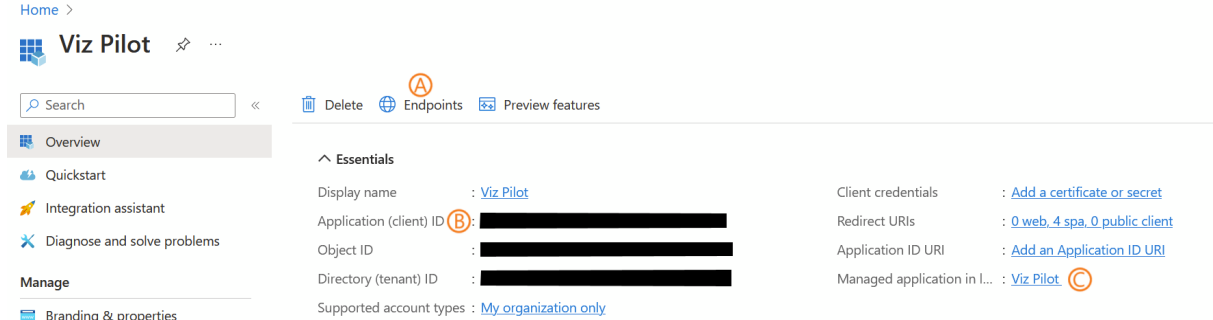 Home >
Viz Pilot ...
Search «
Overview
Quickstart
Integration assistant
Diagnose and solve problems
Manage
Branding & properties
A
Delete Endpoints Preview features
Essentials
Display name : Viz Pilot
Application (client) ID B :
Object ID :
Directory (tenant) ID :
Supported account types : My organization only
Client credentials : Add a certificate or secret
Redirect URIs : 0 web, 4 spa, 0 public client
Application ID URI : Add an Application ID URI
Managed application in l... : Viz Pilot C